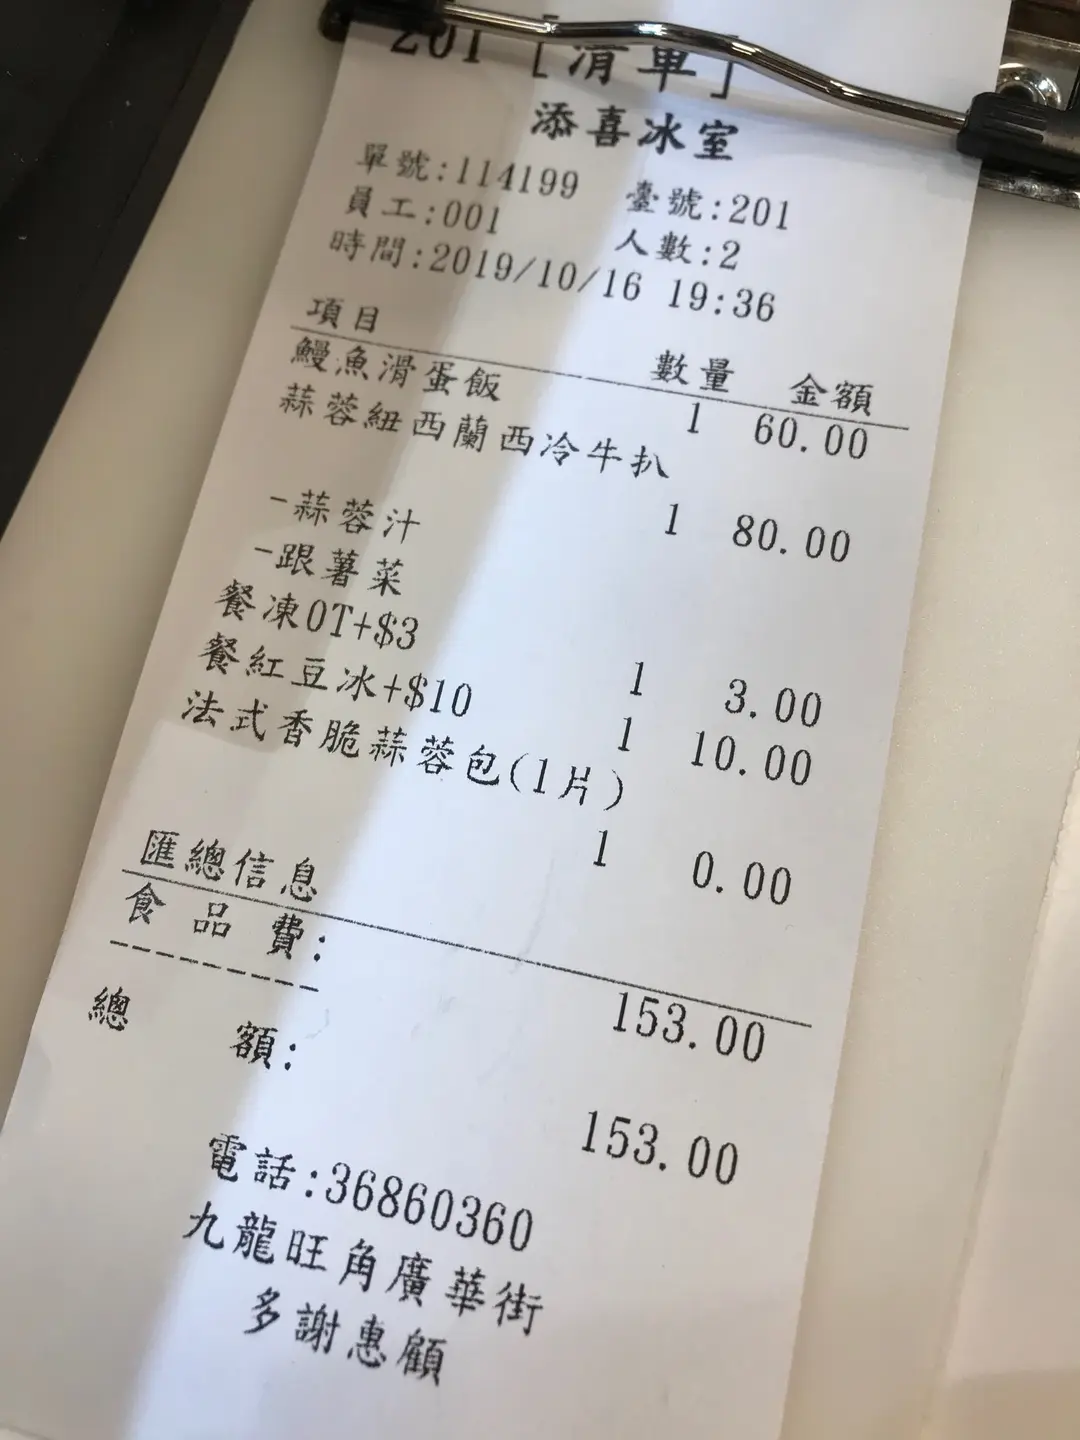 201 [清單]
添喜冰室
單號:114199 臺號:201
員工:001 人數:2
時間:2019/10/16 19:36
項目 數量 金額
鰻魚滑蛋飯 1 60.00
蒜蓉紐西蘭西冷牛扒
1 80.00
-蒜蓉汁
-跟薯菜
餐凍OT+$3 1 3.00
餐紅豆冰+$10 1 10.00
法式香脆蒜蓉包(1片)
1 0.00
匯總信息
食品費: 153.00
----------
總額: 153.00
電話:36860360
九龍旺角廣華街
多謝惠顧